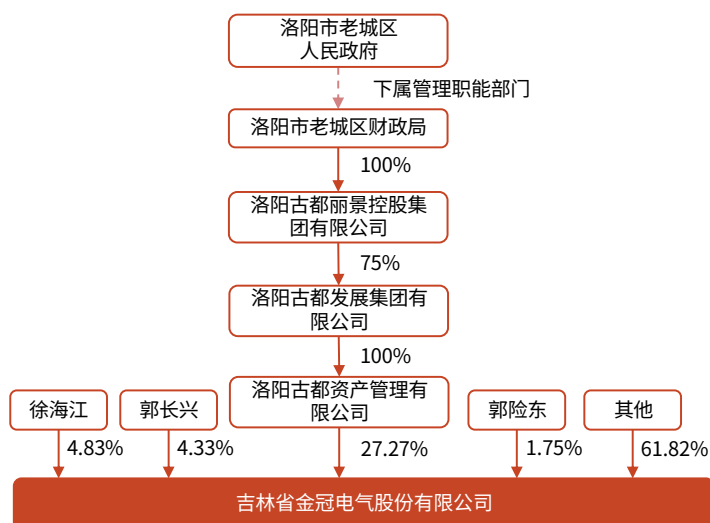 洛阳市老城区
人民政府
下属管理职能部门
洛阳市老城区财政局
100%
洛阳古都丽景控股集
团有限公司
75%
洛阳古都发展集团有
限公司
100%
徐海江
郭长兴
洛阳古都资产管理有
限公司
郭险东
其他
4.83%
4.33%
27.27%
1.75%
61.82%
吉林省金冠电气股份有限公司